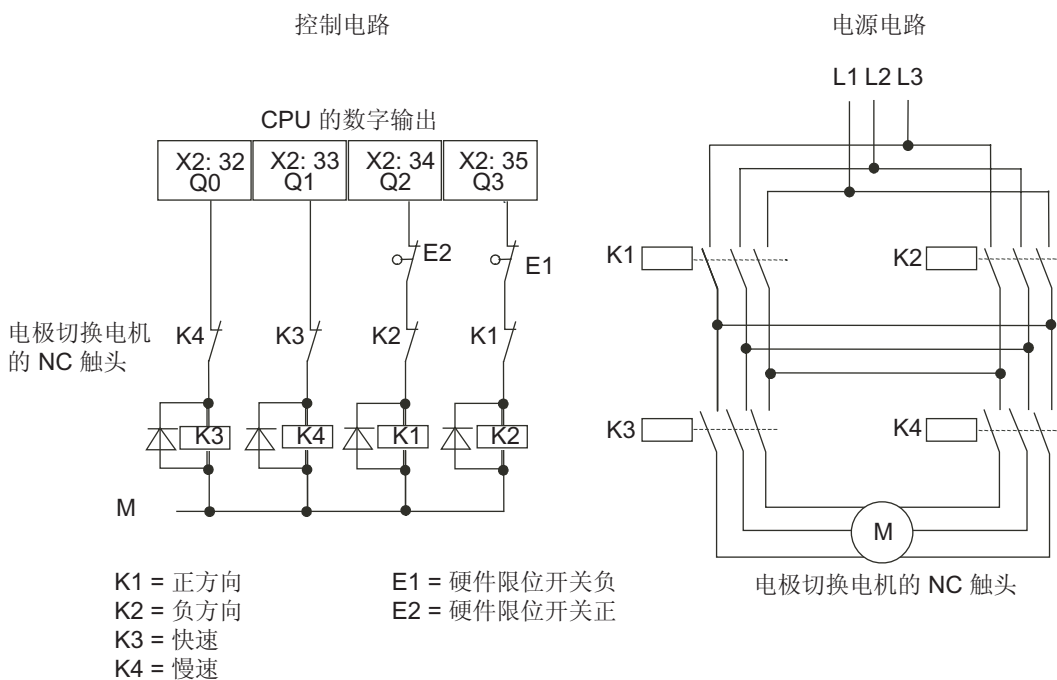 控制电路
电源电路
L1 L2 L3
CPU 的数字输出
X2: 32 X2: 33 X2: 34 X2: 35
Q0 Q1 Q2 Q3
E2
E1
K1
K2
电极切换电机
的 NC 触头
K4 K3 K2 K1
K3 K4 K1 K2
K3
K4
M
M
电极切换电机的 NC 触头
K1 = 正方向
K2 = 负方向
K3 = 快速
K4 = 慢速
E1 = 硬件限位开关负
E2 = 硬件限位开关正